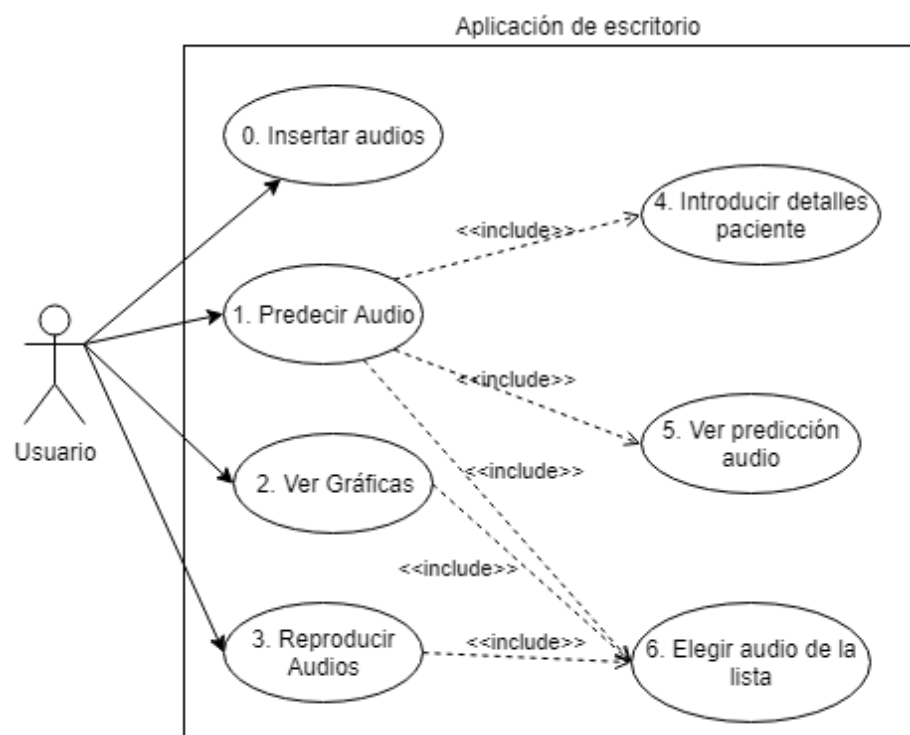 Aplicación de escritorio
0. Insertar audios
4. Introducir detalles
paciente
<<include>>
1. Predecir Audio
<<include>>
5. Ver predicción
audio
Usuario
<<include>>
2. Ver Gráficas
<<include>>
3. Reproducir
Audios
<<include>>
6. Elegir audio de la
lista